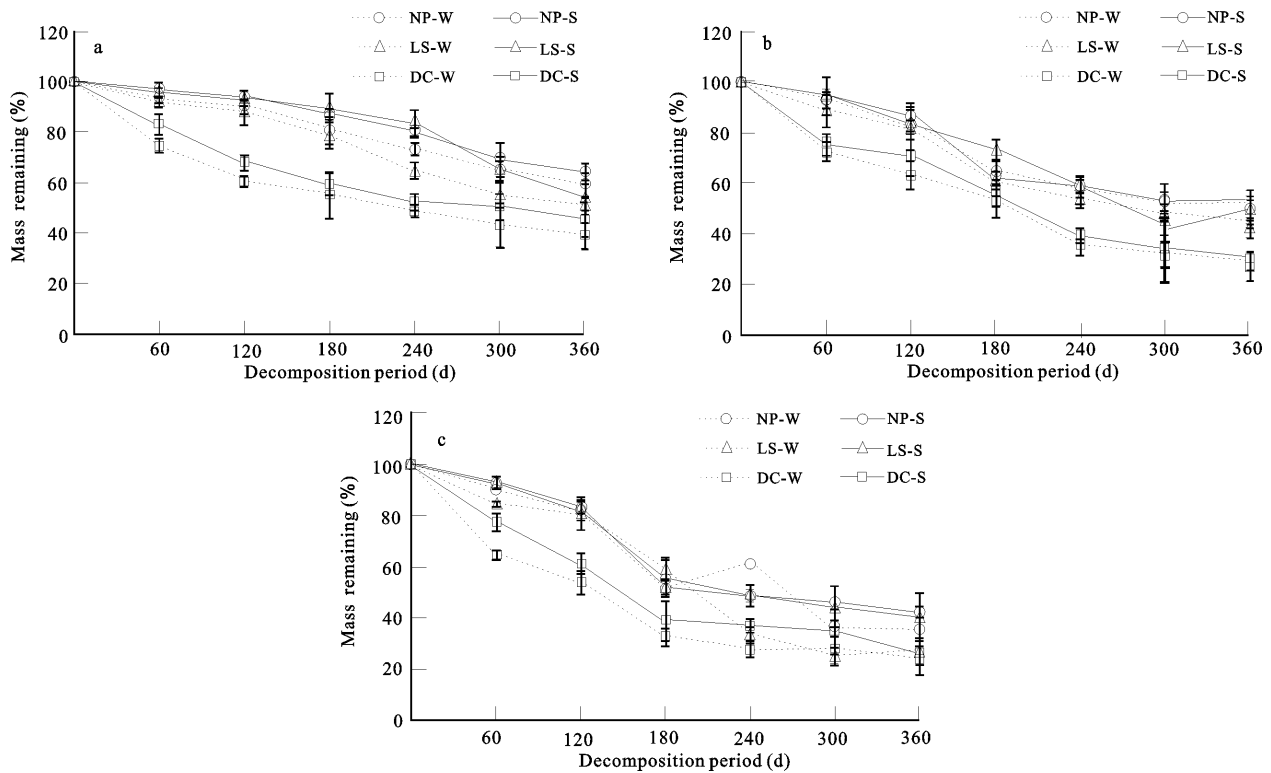 NP-W NP-S
LS-W LS-S
DC-W DC-S
a
120
100
80
60
40
20
0
Mass remaining (%)
60 120 180 240 300 360
Decomposition period (d)
NP-W NP-S
LS-W LS-S
DC-W DC-S
b
120
100
80
60
40
20
0
Mass remaining (%)
60 120 180 240 300 360
Decomposition period (d)
NP-W NP-S
LS-W LS-S
DC-W DC-S
c
120
100
80
60
40
20
0
Mass remaining (%)
60 120 180 240 300 360
Decomposition period (d)